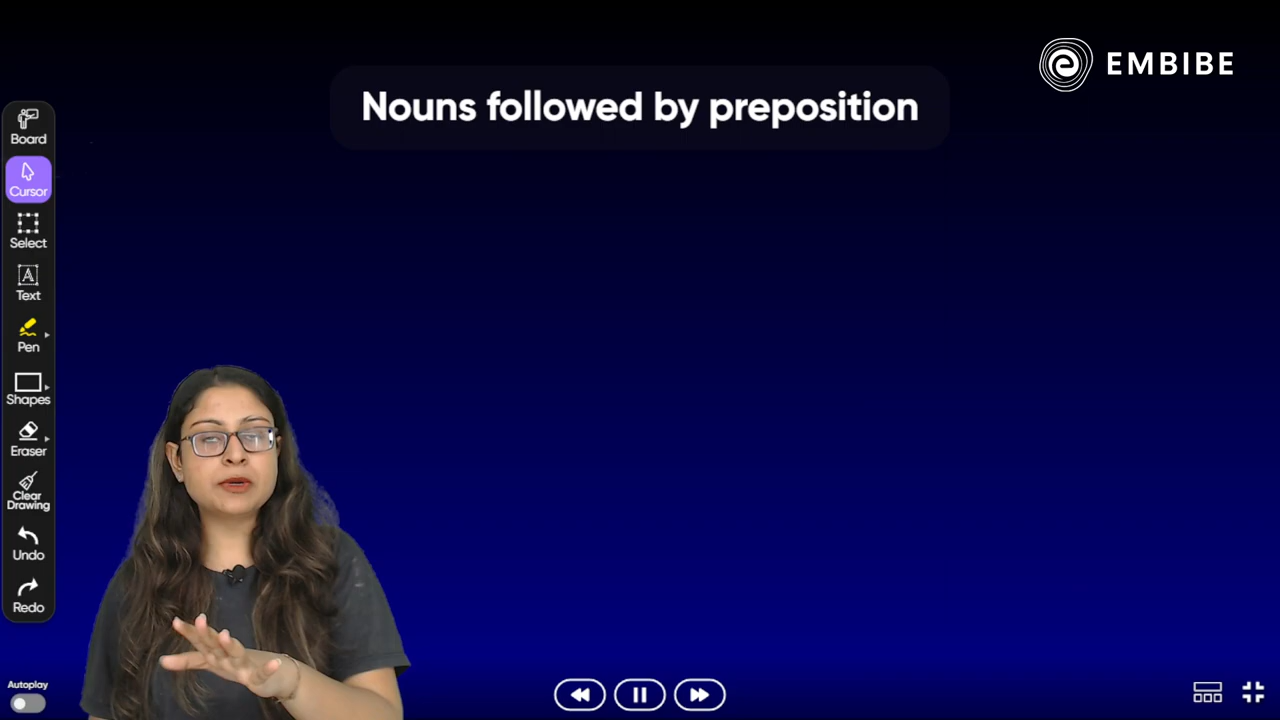 EMBIBE
Nouns followed by preposition
Board
Cursor
Select
Text
Pen
Shapes
Eraser
Clear
Drawing
Undo
Redo
Autoplay